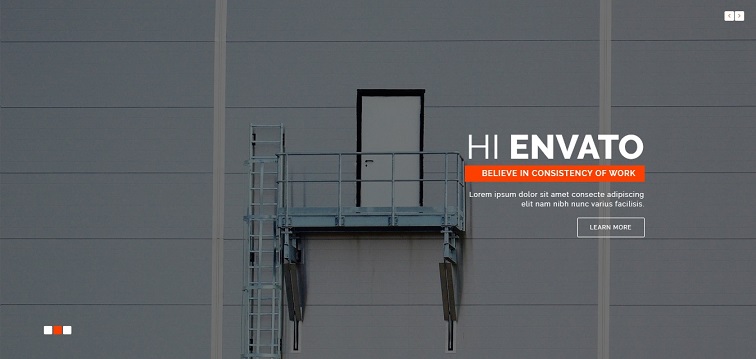 HI ENVATO
BELIEVE IN CONSISTENCY OF WORK
Lorem ipsum dolor sit amet consecte adipiscing
elit nam nibh nunc varius facilisis.
LEARN MORE